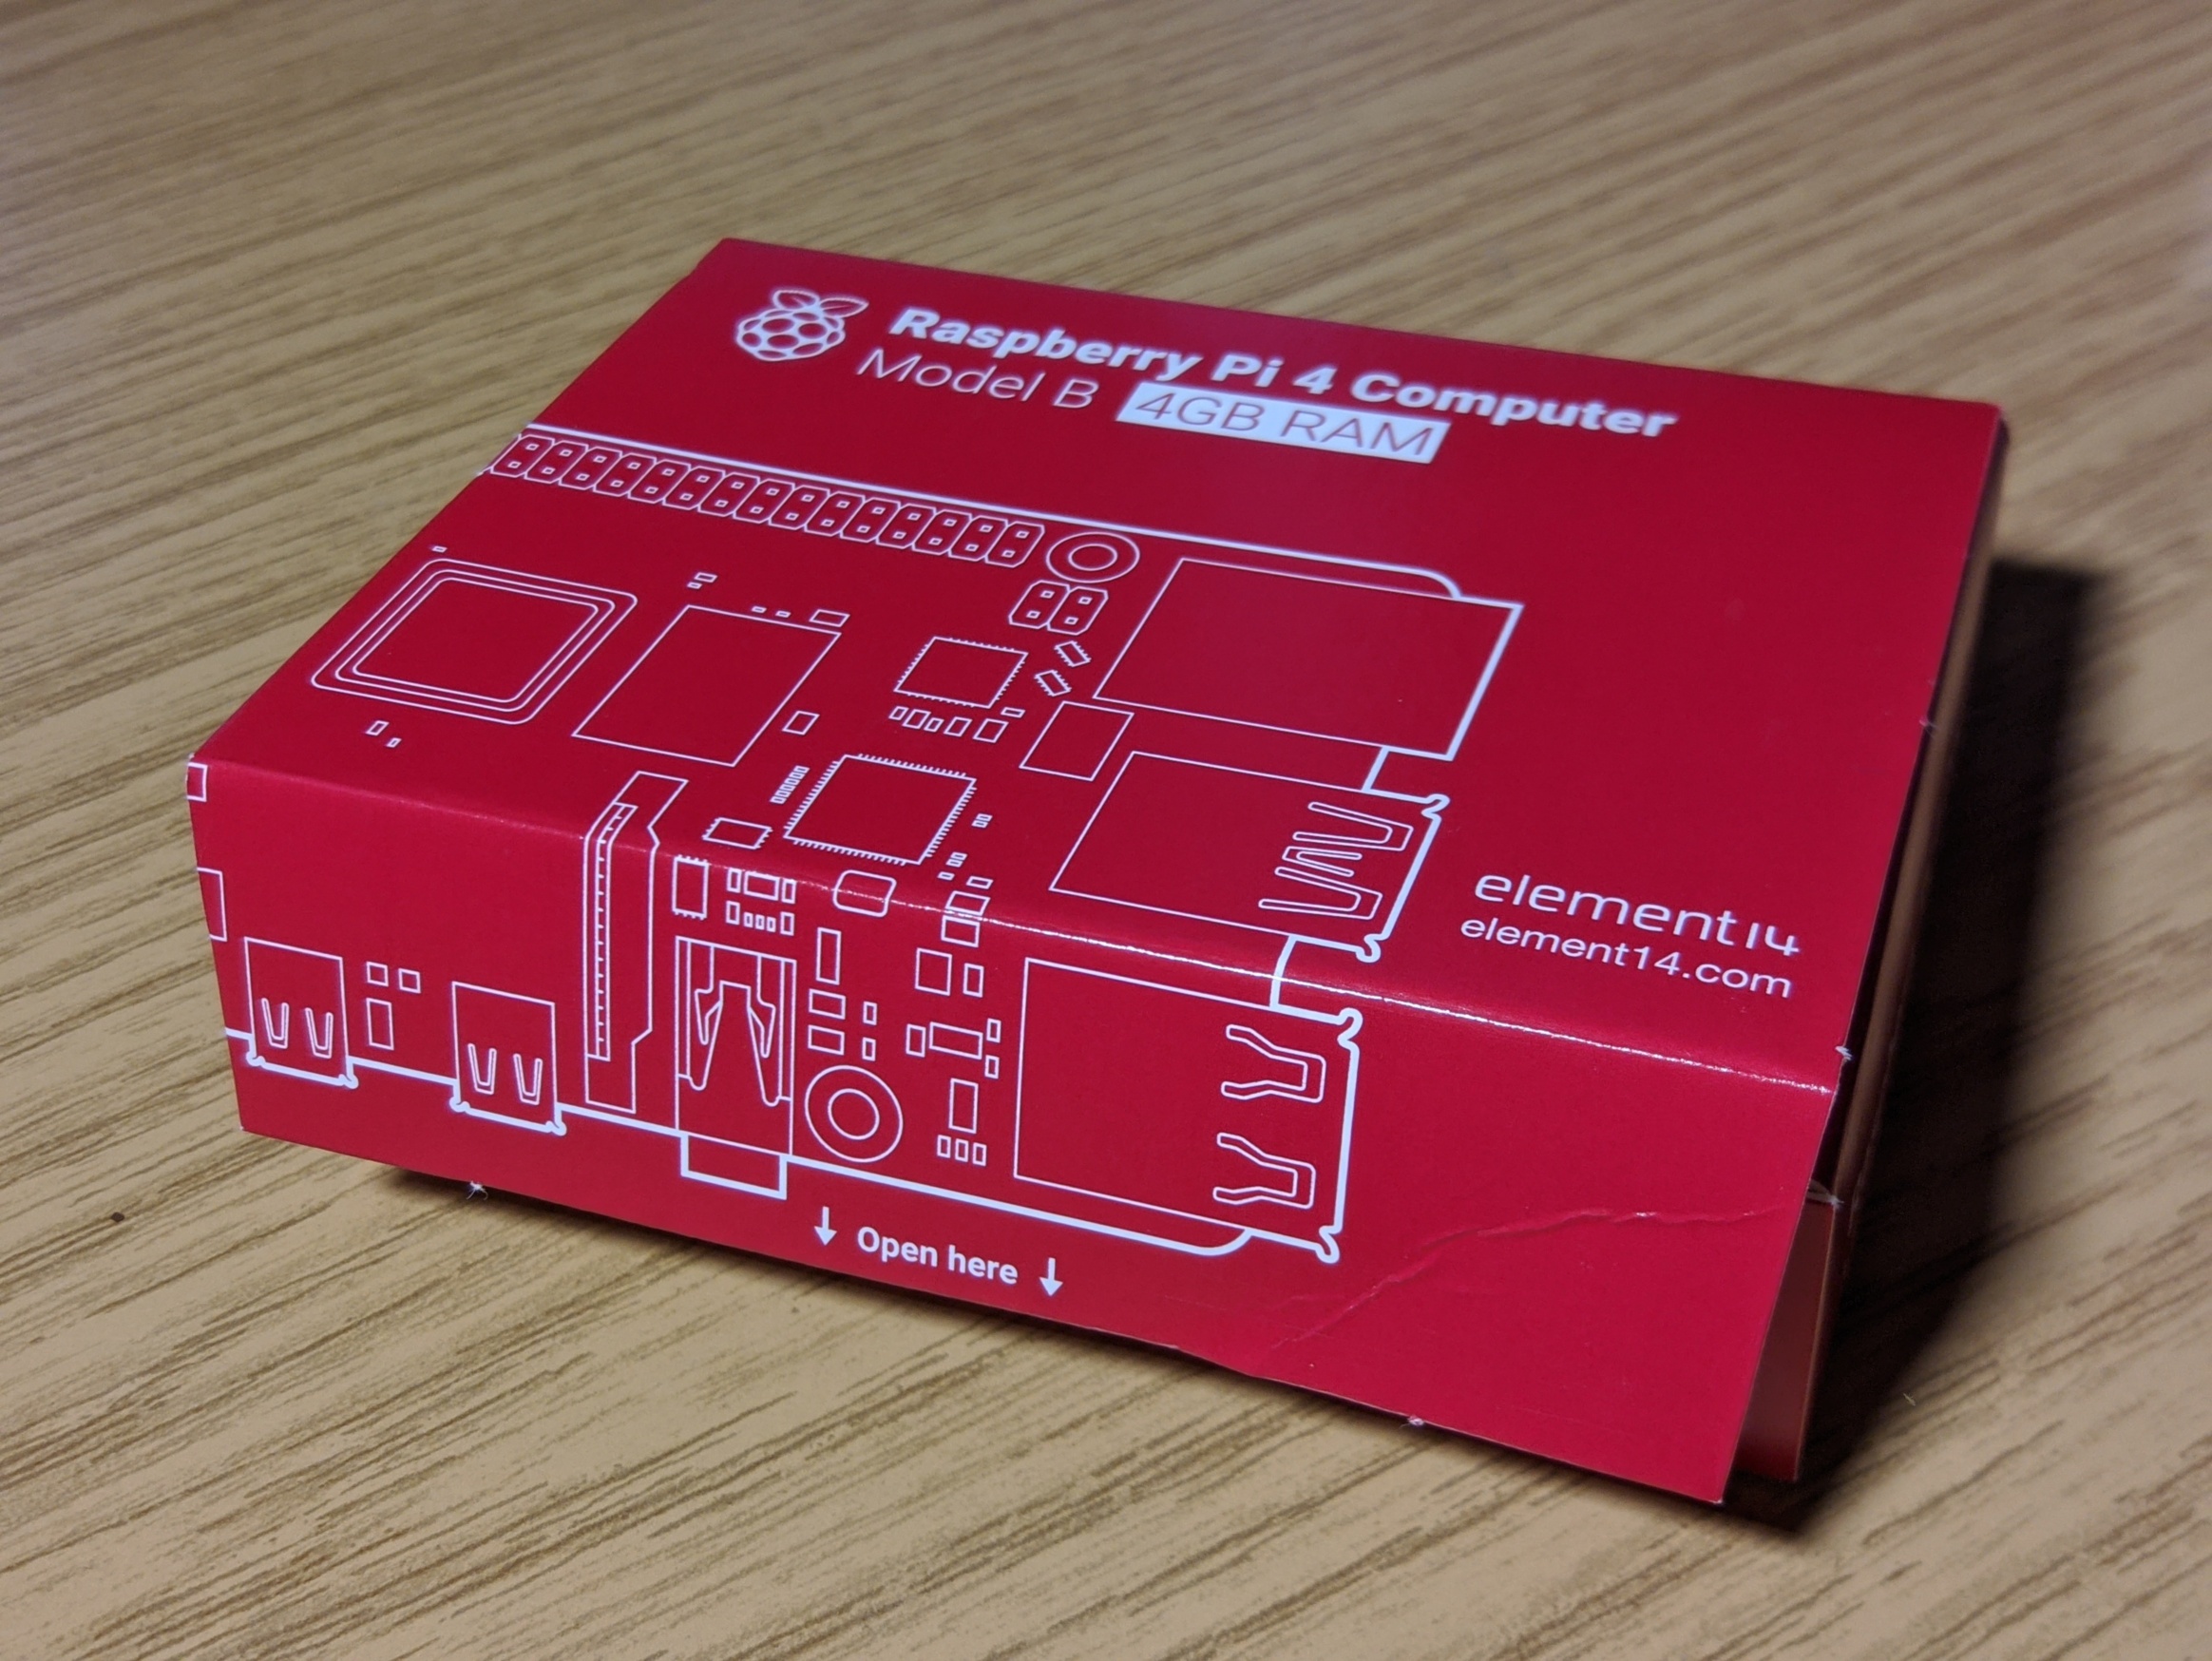 Raspberry Pi 4 Computer
Model B 4GB RAM
element14
element14.com
↓ Open here ↓